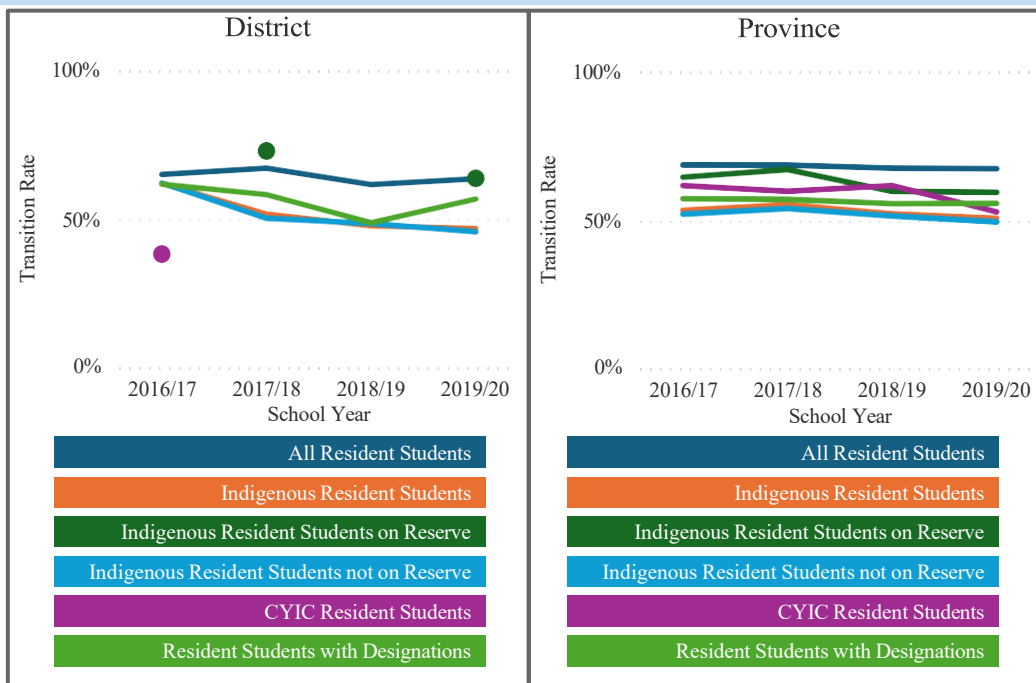 District
100%
50%
0%
Transition Rate
2016/17 2017/18 2018/19 2019/20
School Year
All Resident Students
Indigenous Resident Students
Indigenous Resident Students on Reserve
Indigenous Resident Students not on Reserve
CYIC Resident Students
Resident Students with Designations
Province
100%
50%
0%
Transition Rate
2016/17 2017/18 2018/19 2019/20
School Year
All Resident Students
Indigenous Resident Students
Indigenous Resident Students on Reserve
Indigenous Resident Students not on Reserve
CYIC Resident Students
Resident Students with Designations